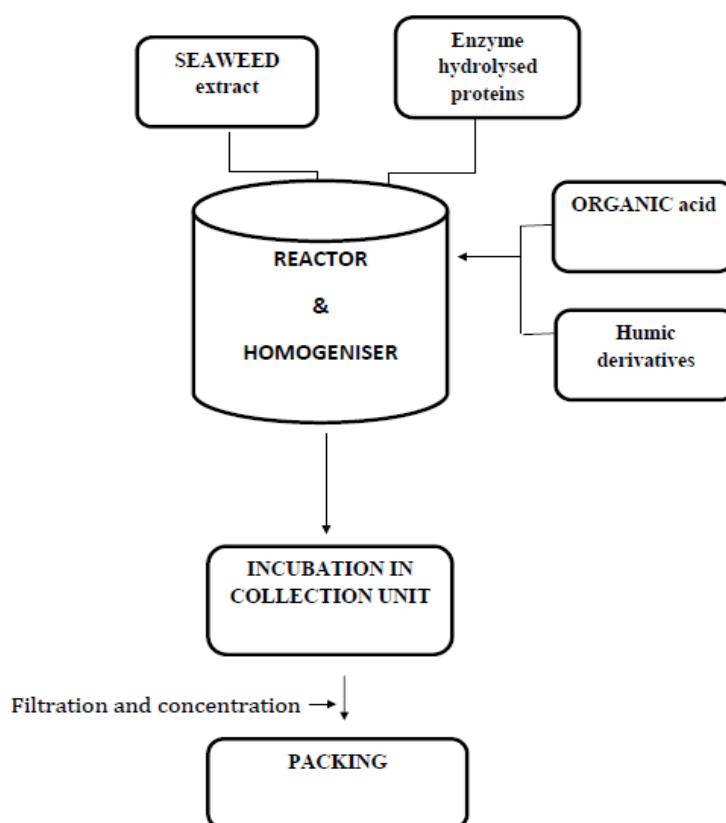 SEAWEED
extract
Enzyme
hydrolysed
proteins
ORGANIC acid
REACTOR
&
HOMOGENISER
Humic
derivatives
INCUBATION IN
COLLECTION UNIT
Filtration and concentration
PACKING